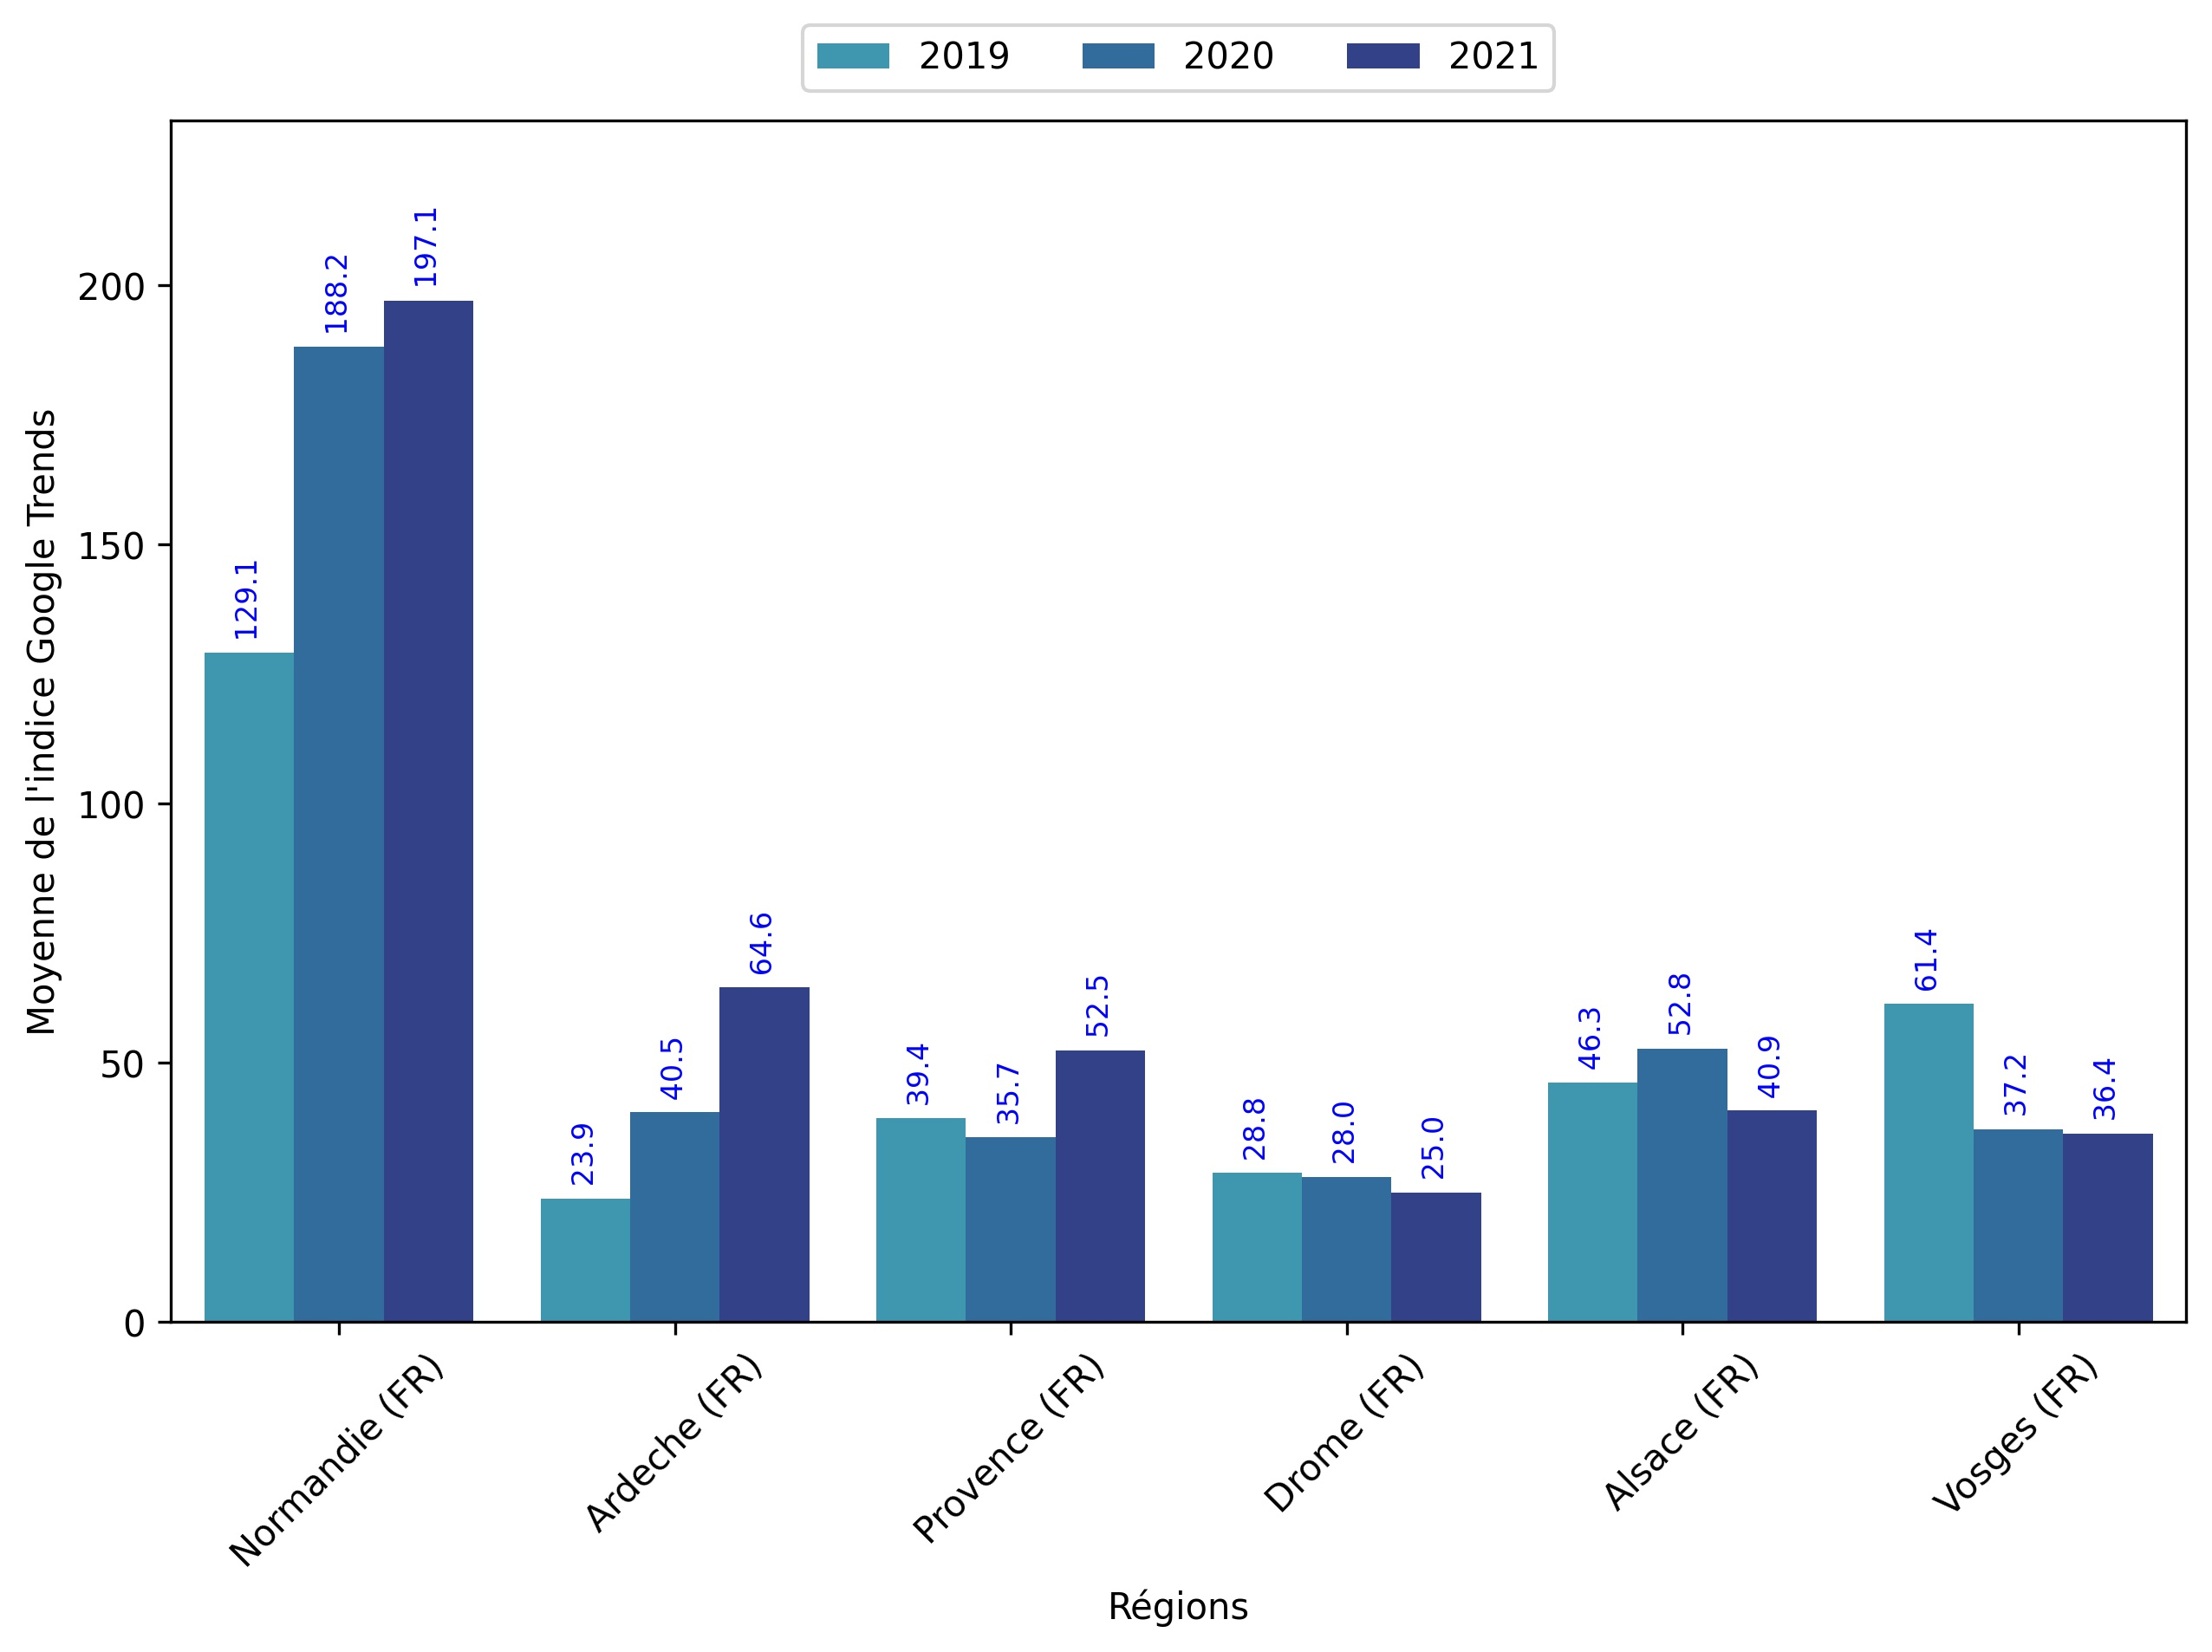 2019 2020 2021
Moyenne de l'indice Google Trends
200
150
100
50
0
129.1 188.2 197.1
23.9 40.5 64.6
39.4 35.7 52.5
28.8 28.0 25.0
46.3 52.8 40.9
61.4 37.2 36.4
Normandie (FR)
Ardeche (FR)
Provence (FR)
Drome (FR)
Alsace (FR)
Vosges (FR)
Régions